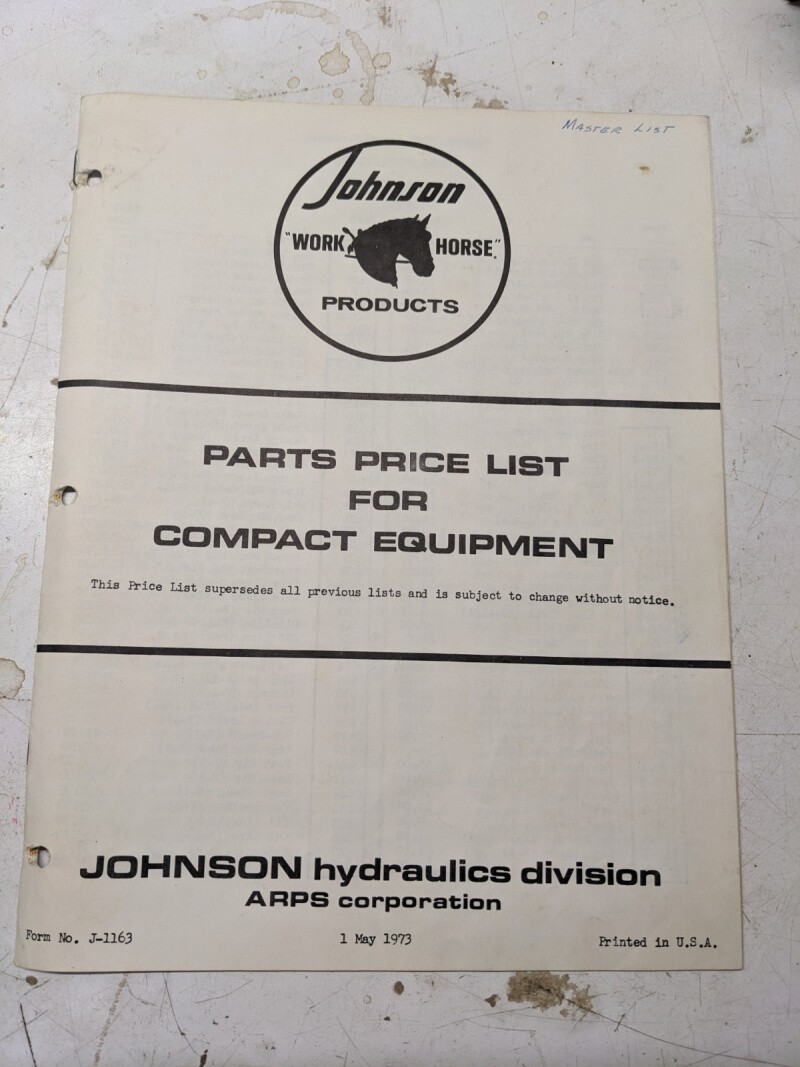 Master List
Johnson
"WORK HORSE"
PRODUCTS
PARTS PRICE LIST
FOR
COMPACT EQUIPMENT
This Price List supersedes all previous lists and is subject to change without notice.
JOHNSON hydraulics division
ARPS corporation
Form No. J-1163 1 May 1973 Printed in U.S.A.